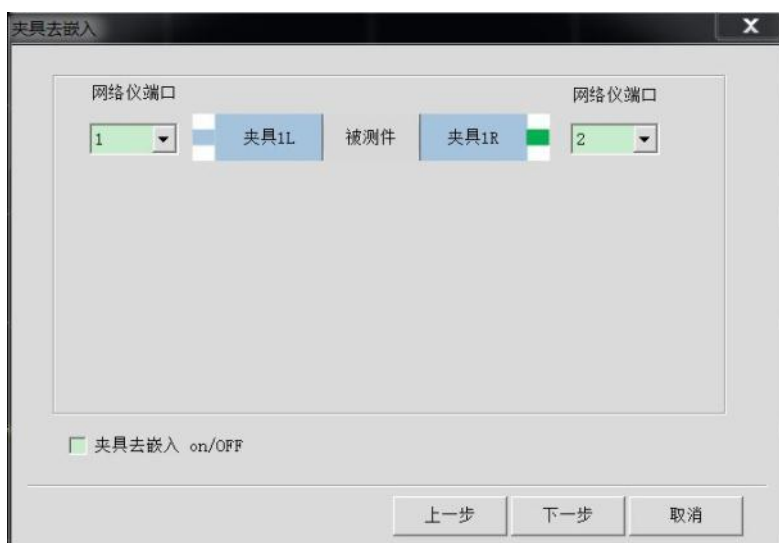 夹具去嵌入
X
网络仪端口 网络仪端口
1 夹具1L 被测件 夹具1R 2
夹具去嵌入 on/OFF
上一步 下一步 取消